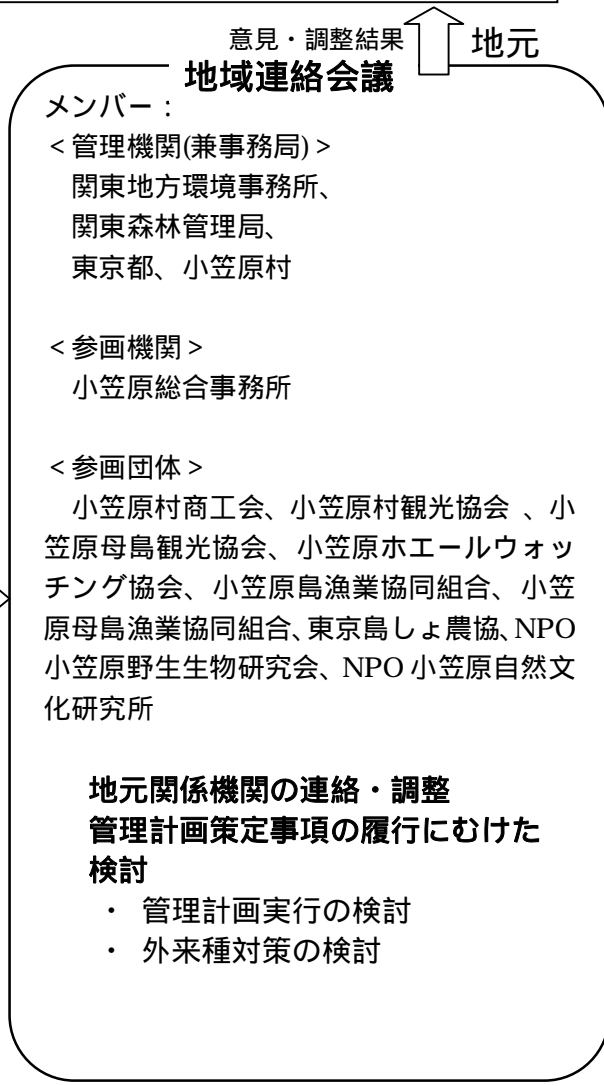 意見・調整結果
地元
地域連絡会議
メンバー：
<管理機関(兼事務局)>
関東地方環境事務所、
関東森林管理局、
東京都、小笠原村
<参画機関>
小笠原総合事務所
<参画団体>
小笠原村商工会、小笠原村観光協会 、小
笠原母島観光協会、小笠原ホエールウォッ
チング協会、小笠原島漁業協同組合、小笠
原母島漁業協同組合、東京島しょ農協、NPO
小笠原野生生物研究会、NPO 小笠原自然文
化研究所
地元関係機関の連絡・調整
管理計画策定事項の履行にむけた
検討
・ 管理計画実行の検討
・ 外来種対策の検討